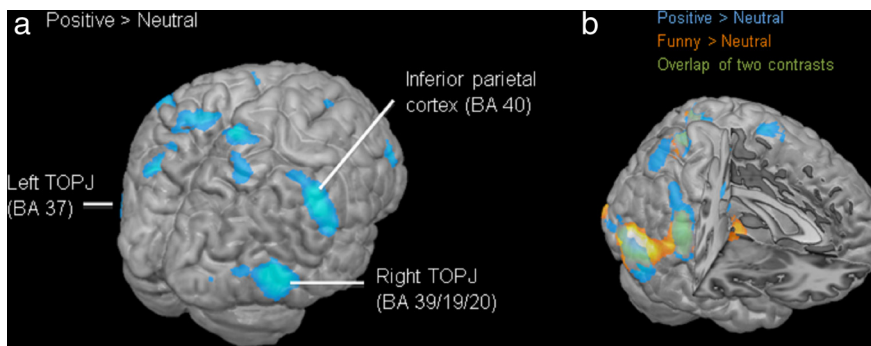 a
Positive > Neutral
Inferior parietal
cortex (BA 40)
Left TOPJ
(BA 37)
Right TOPJ
(BA 39/19/20)
b
Positive > Neutral
Funny > Neutral
Overlap of two contrasts